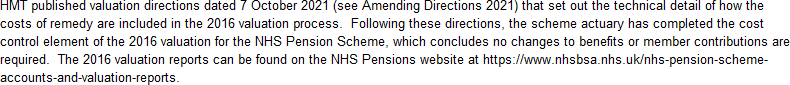 HMT published valuation directions dated 7 October 2021 (see Amending Directions 2021) that set out the technical detail of how the
costs of remedy are included in the 2016 valuation process.  Following these directions, the scheme actuary has completed the cost
control element of the 2016 valuation for the NHS Pension Scheme, which concludes no changes to benefits or member contributions are
required.  The 2016 valuation reports can be found on the NHS Pensions website at https://www.nhsbsa.nhs.uk/nhs-pension-scheme-
accounts-and-valuation-reports.